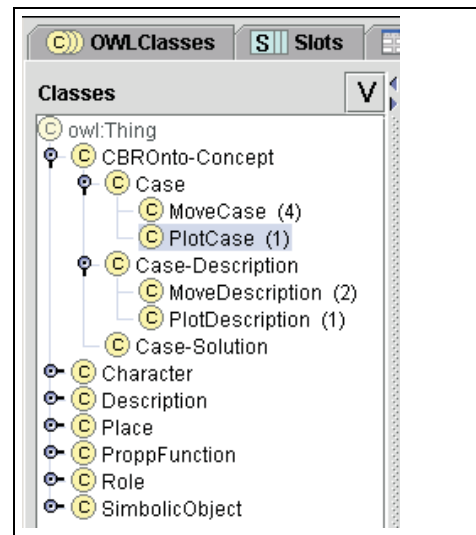 C OWLClasses S Slots
Classes V
C owl:Thing
C CBROnto-Concept
C Case
C MoveCase (4)
C PlotCase (1)
C Case-Description
C MoveDescription (2)
C PlotDescription (1)
C Case-Solution
C Character
C Description
C Place
C ProppFunction
C Role
C SimbolicObject